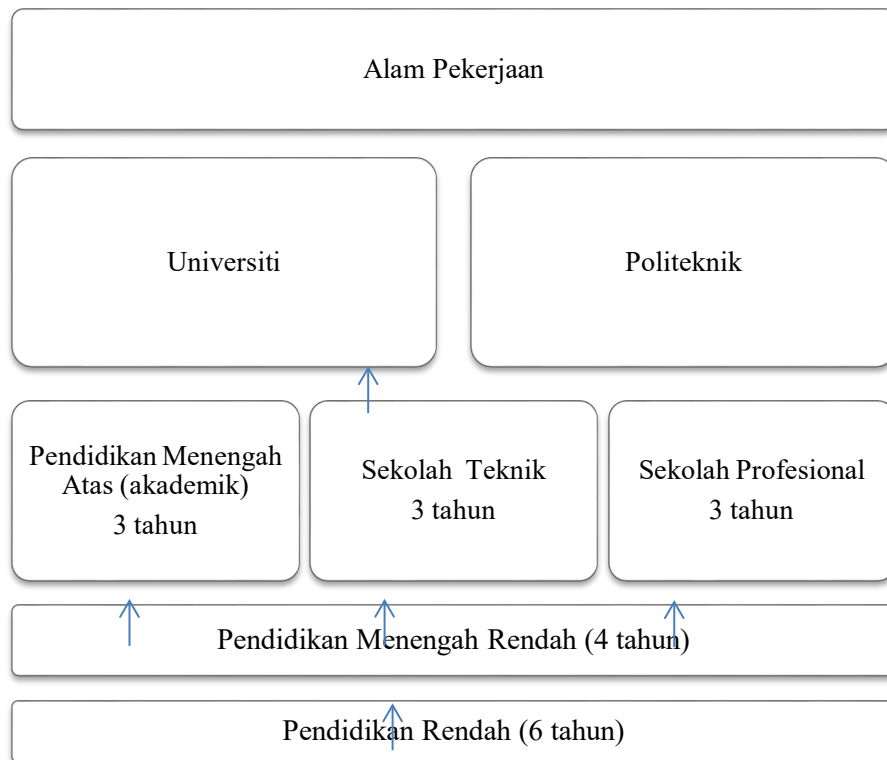 Alam Pekerjaan
Universiti
Politeknik
Pendidikan Menengah
Atas (akademik)
3 tahun
Sekolah Teknik
3 tahun
Sekolah Profesional
3 tahun
Pendidikan Menengah Rendah (4 tahun)
Pendidikan Rendah (6 tahun)